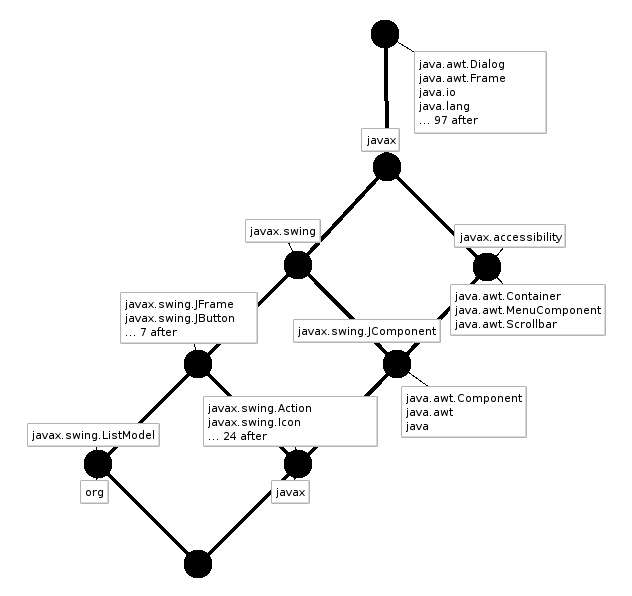 java.awt.Dialog
java.awt.Frame
java.io
java.lang
... 97 after
javax
javax.swing
javax.accessibility
java.awt.Container
java.awt.MenuComponent
java.awt.Scrollbar
javax.swing.JFrame
javax.swing.JButton
... 7 after
javax.swing.JComponent
java.awt.Component
java.awt
java
javax.swing.Action
javax.swing.Icon
... 24 after
javax.swing.ListModel
org
javax